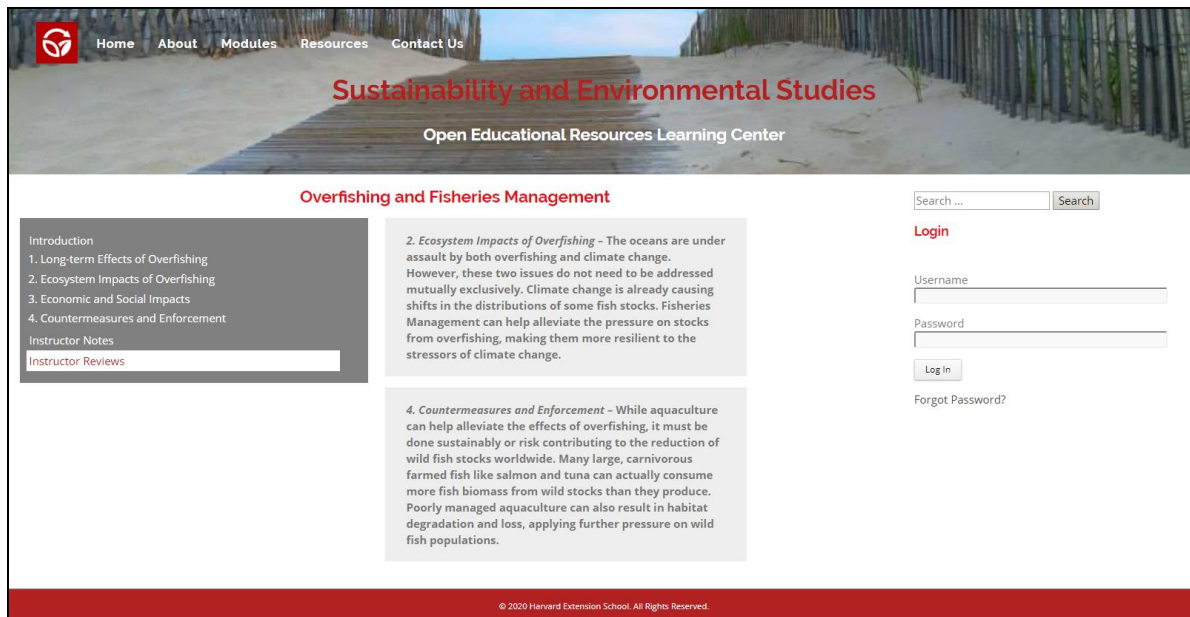 Home About Modules Resources Contact Us
Sustainability and Environmental Studies
Open Educational Resources Learning Center
Overfishing and Fisheries Management
Introduction
1. Long-term Effects of Overfishing
2. Ecosystem Impacts of Overfishing
3. Economic and Social Impacts
4. Countermeasures and Enforcement
Instructor Notes
Instructor Reviews
2. Ecosystem Impacts of Overfishing – The oceans are under
assault by both overfishing and climate change.
However, these two issues do not need to be addressed
mutually exclusively. Climate change is already causing
shifts in the distributions of some fish stocks. Fisheries
Management can help alleviate the pressure on stocks
from overfishing, making them more resilient to the
stressors of climate change.
4. Countermeasures and Enforcement – While aquaculture
can help alleviate the effects of overfishing, it must be
done sustainably or risk contributing to the reduction of
wild fish stocks worldwide. Many large, carnivorous
farmed fish like salmon and tuna can actually consume
more fish biomass from wild stocks than they produce.
Poorly managed aquaculture can also result in habitat
degradation and loss, applying further pressure on wild
fish populations.
Search ... Search
Login
Username
Password
Log In
Forgot Password?
© 2020 Harvard Extension School. All Rights Reserved.